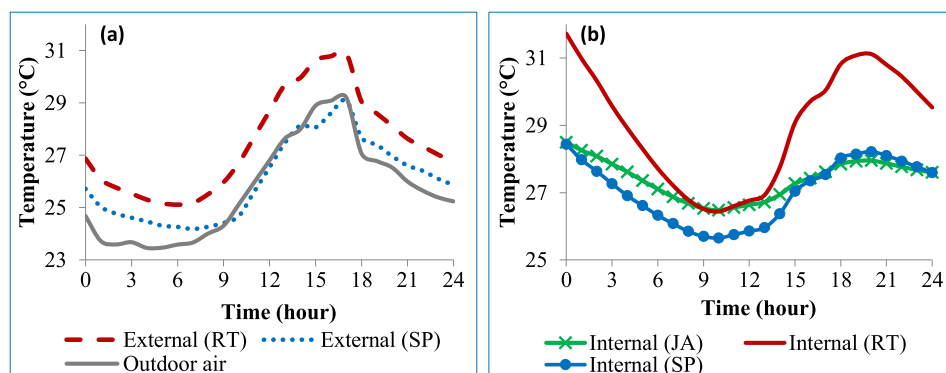 (a)
Temperature (°C)
31
29
27
25
23
0 3 6 9 12 15 18 21 24
Time (hour)
External (RT) External (SP)
Outdoor air
(b)
Temperature (°C)
31
29
27
25
0 3 6 9 12 15 18 21 24
Time (hour)
Internal (JA) Internal (RT)
Internal (SP)